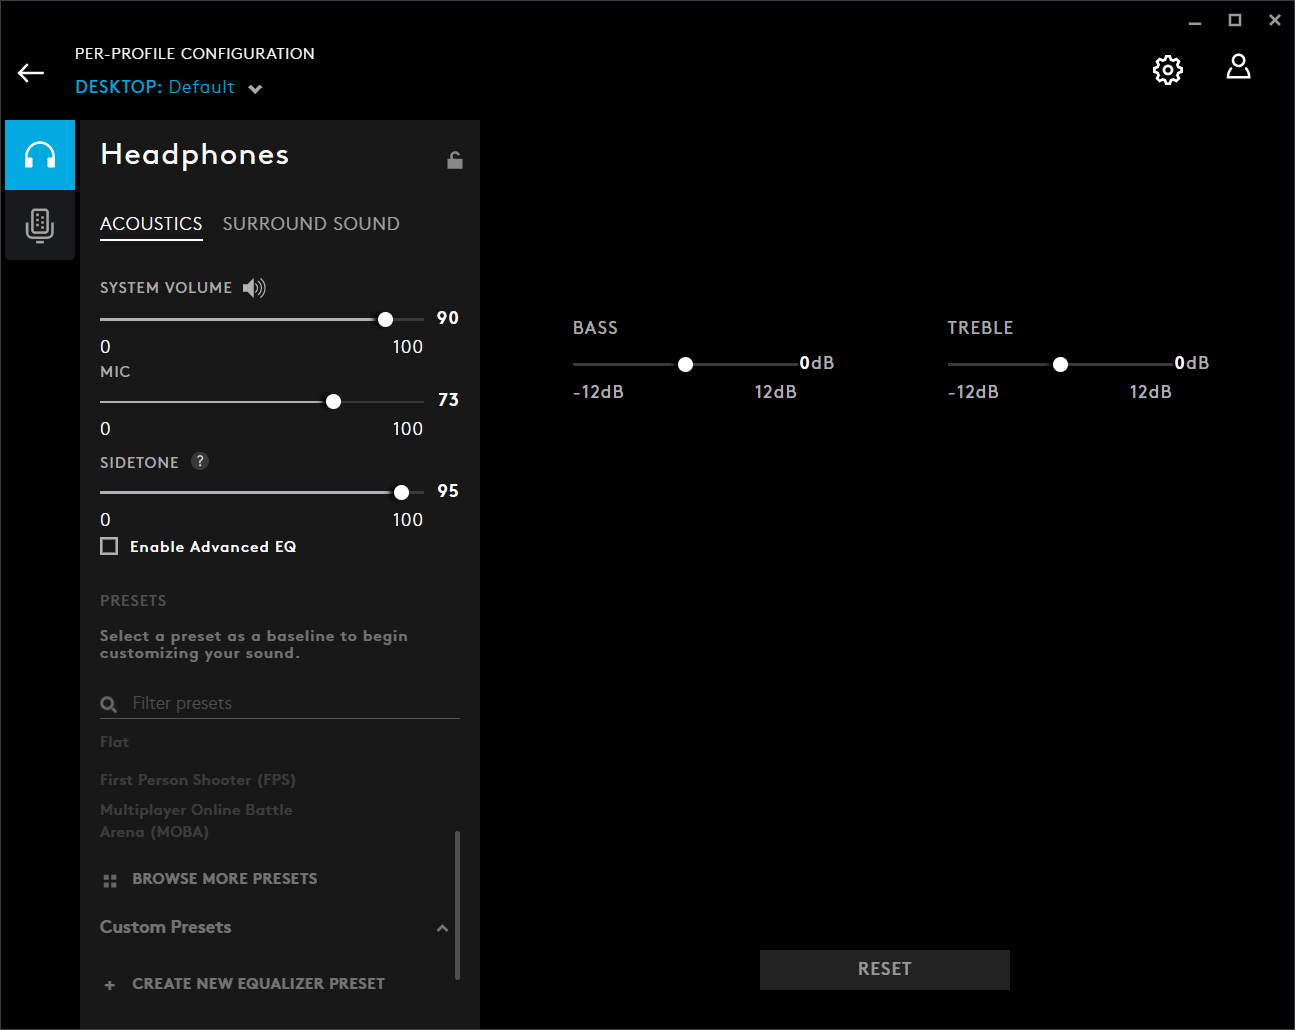 PER-PROFILE CONFIGURATION
DESKTOP: Default
Headphones
ACOUSTICS SURROUND SOUND
SYSTEM VOLUME
90
0 100
MIC
73
0 100
SIDETONE ?
95
0 100
Enable Advanced EQ
PRESETS
Select a preset as a baseline to begin
customizing your sound.
Filter presets
Flat
First Person Shooter (FPS)
Multiplayer Online Battle
Arena (MOBA)
BROWSE MORE PRESETS
Custom Presets
+ CREATE NEW EQUALIZER PRESET
BASS
0dB
-12dB 12dB
TREBLE
0dB
-12dB 12dB
RESET